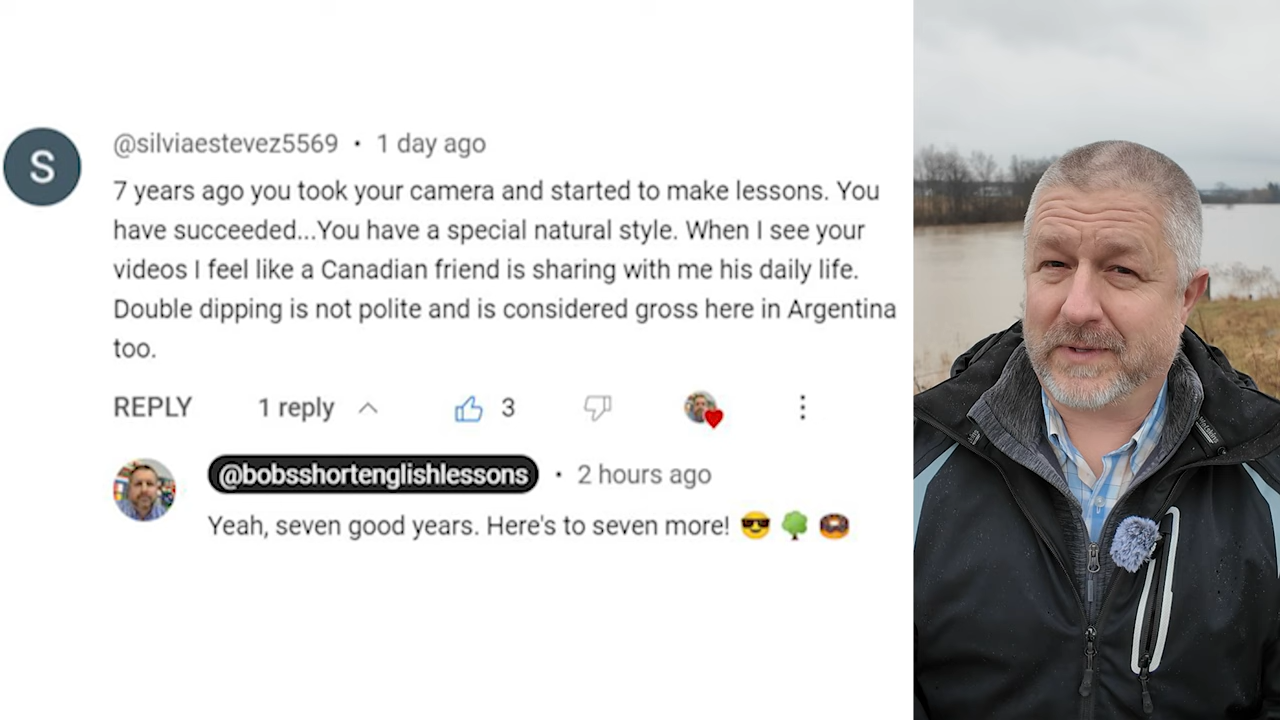 S
@silviaestevez5569 • 1 day ago
7 years ago you took your camera and started to make lessons. You
have succeeded...You have a special natural style. When I see your
videos I feel like a Canadian friend is sharing with me his daily life.
Double dipping is not polite and is considered gross here in Argentina
too.
REPLY 1 reply 3
@bobsshortenglishlessons • 2 hours ago
Yeah, seven good years. Here's to seven more! 😎 🌳 🍩